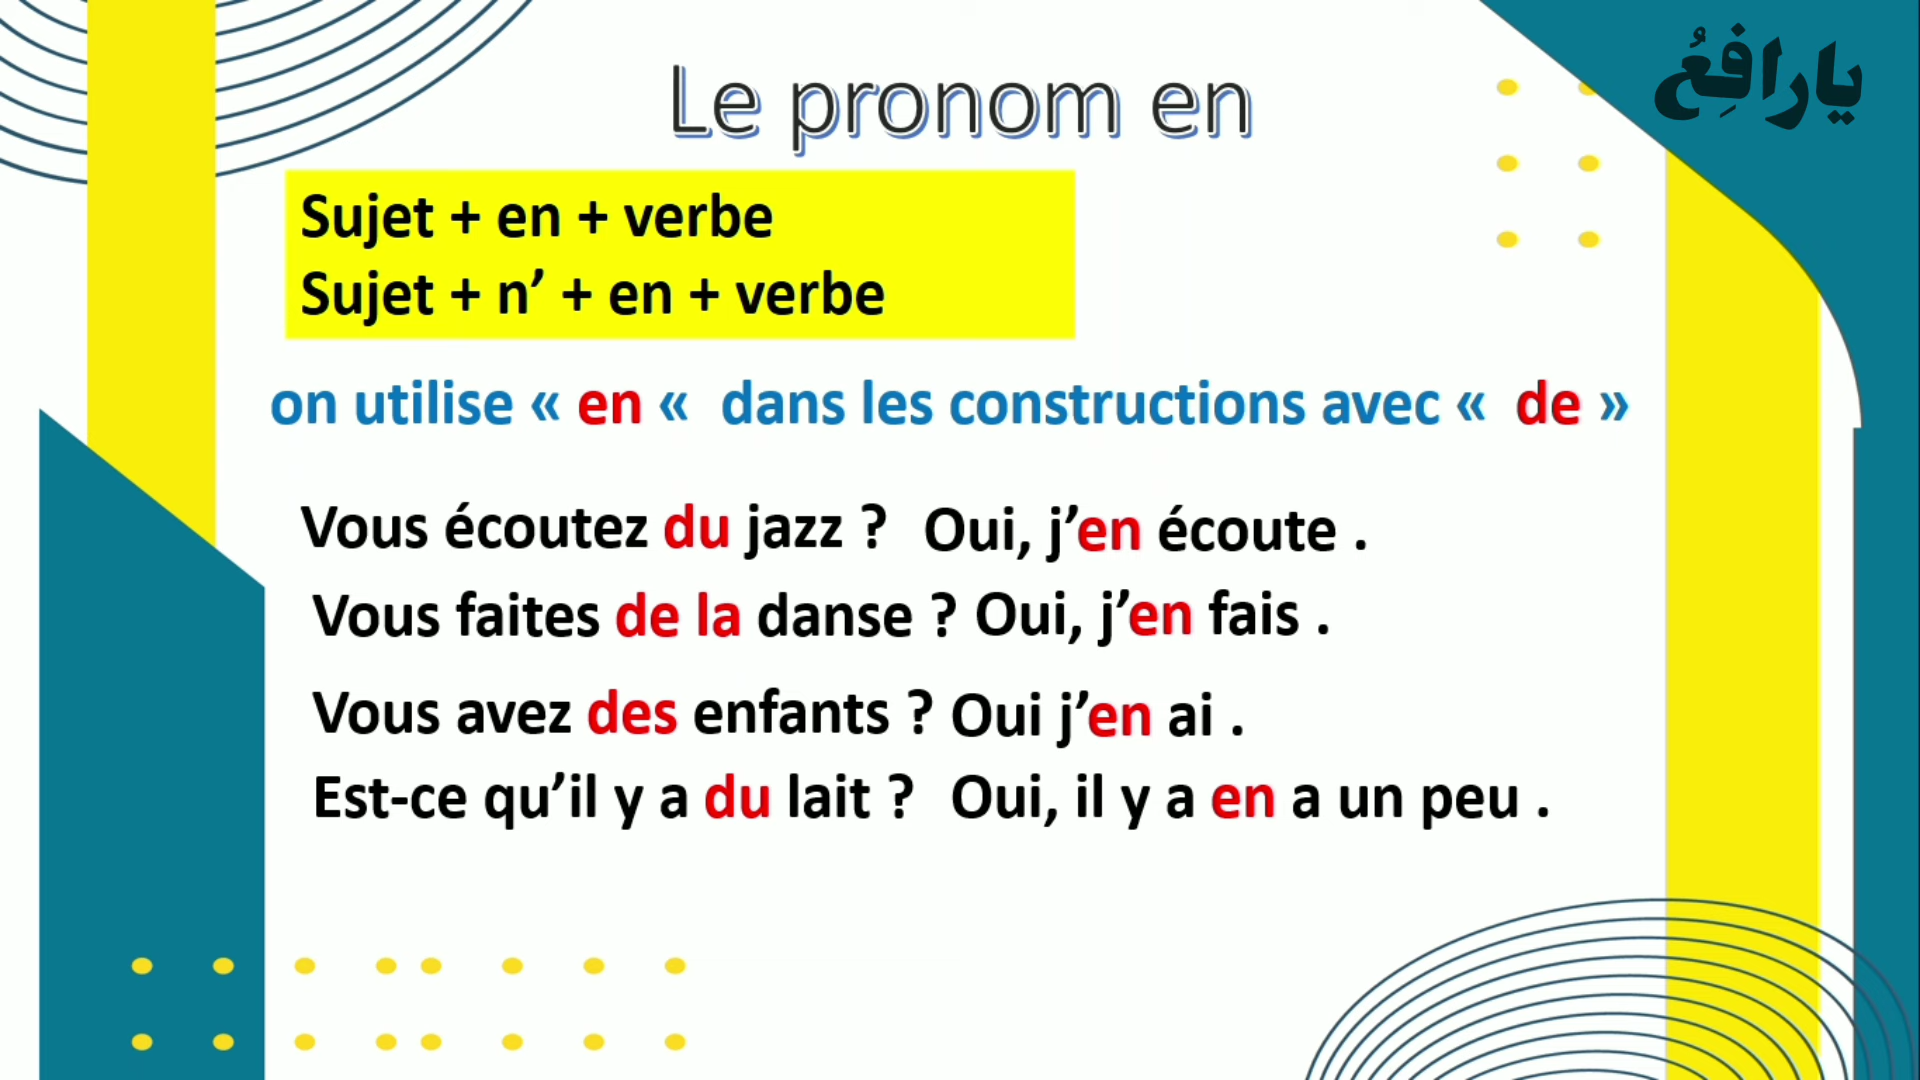 يارافِعُ
Le pronom en
Sujet + en + verbe
Sujet + n’ + en + verbe
on utilise « en «  dans les constructions avec «  de »
Vous écoutez du jazz ? Oui, j’en écoute .
Vous faites de la danse ? Oui, j’en fais .
Vous avez des enfants ? Oui j’en ai .
Est-ce qu’il y a du lait ? Oui, il y a en a un peu .